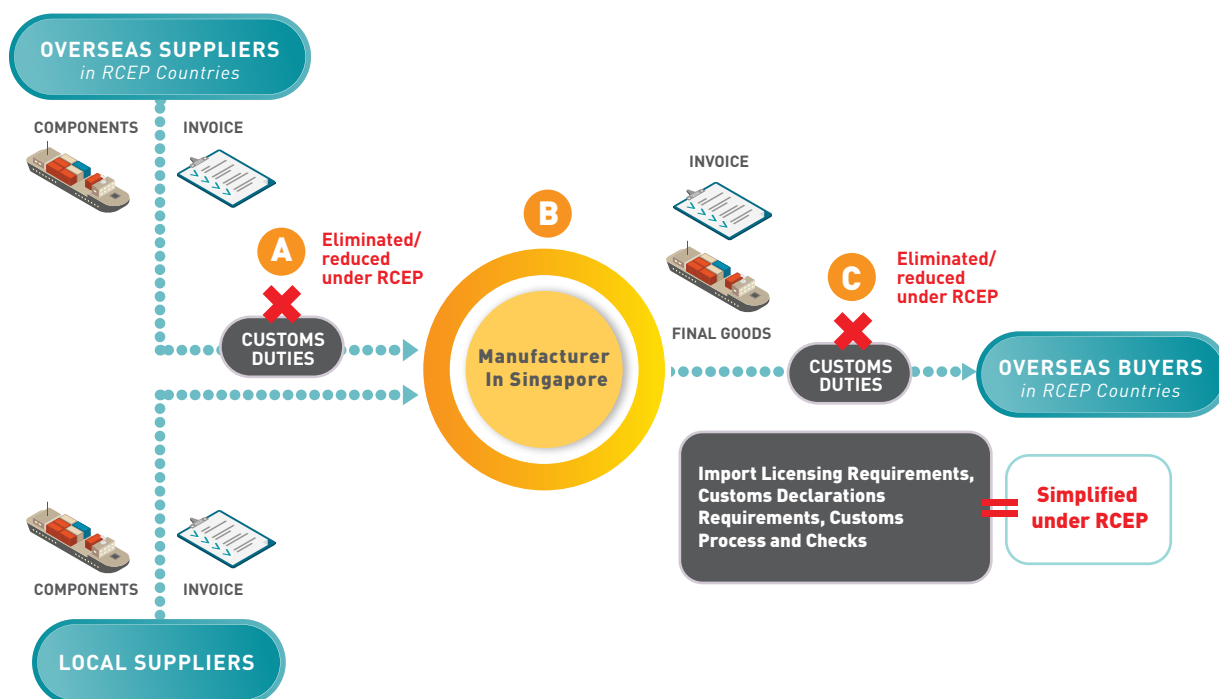 OVERSEAS SUPPLIERS
in RCEP Countries
COMPONENTS
INVOICE
A
Eliminated/
reduced
under RCEP
CUSTOMS
DUTIES
B
Manufacturer
In Singapore
COMPONENTS
INVOICE
LOCAL SUPPLIERS
INVOICE
FINAL GOODS
C
Eliminated/
reduced
under RCEP
CUSTOMS
DUTIES
OVERSEAS BUYERS
in RCEP Countries
Import Licensing Requirements,
Customs Declarations
Requirements, Customs
Process and Checks
=
Simplified
under RCEP